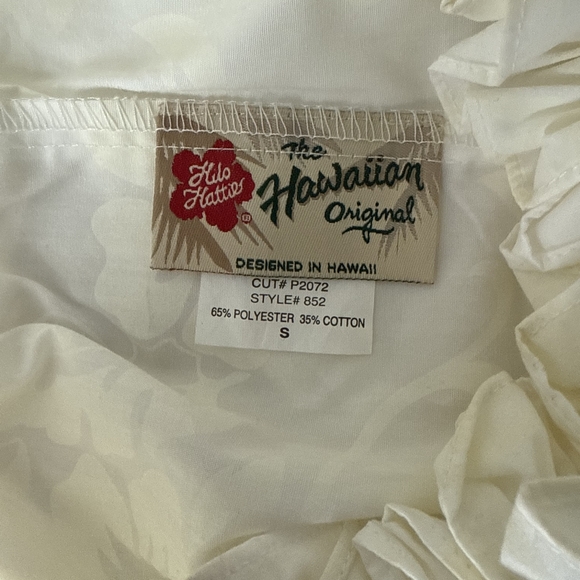 Hilo
Hattie®
The
Hawaiian
Original
DESIGNED IN HAWAII
CUT# P2072
STYLE# 852
65% POLYESTER 35% COTTON
S